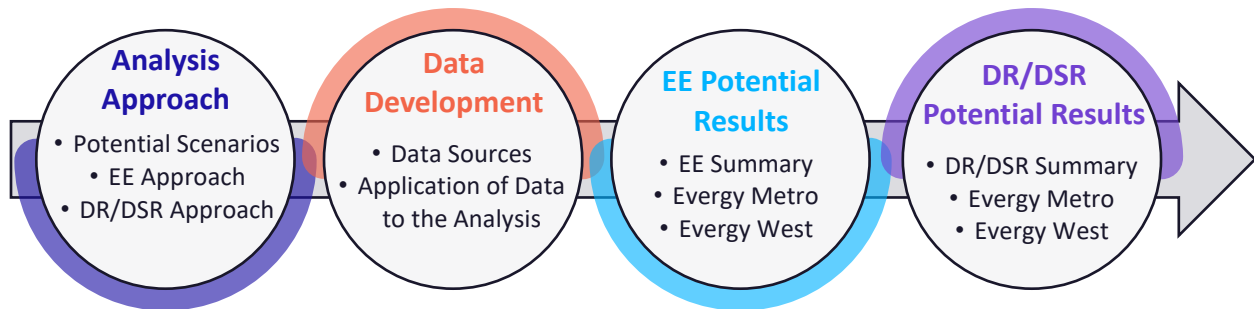 Analysis
Approach
• Potential Scenarios
• EE Approach
• DR/DSR Approach
Data
Development
• Data Sources
• Application of Data
to the Analysis
EE Potential
Results
• EE Summary
• Evergy Metro
• Evergy West
DR/DSR
Potential Results
• DR/DSR Summary
• Evergy Metro
• Evergy West